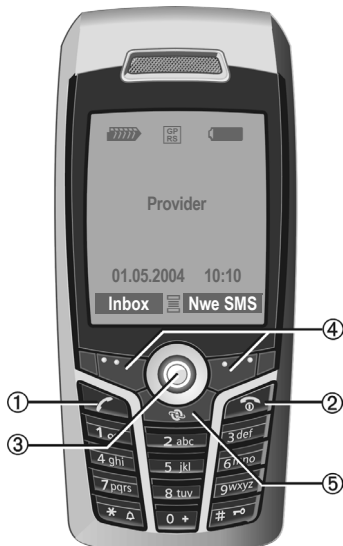 GP
RS
Provider
01.05.2004 10:10
Inbox Nwe SMS
④
① ②
③
⑤
2 abc 3 def
4 ghi 5 jkl 6 mno
7 pqrs 8 tuv 9 wxyz
* 0 + #